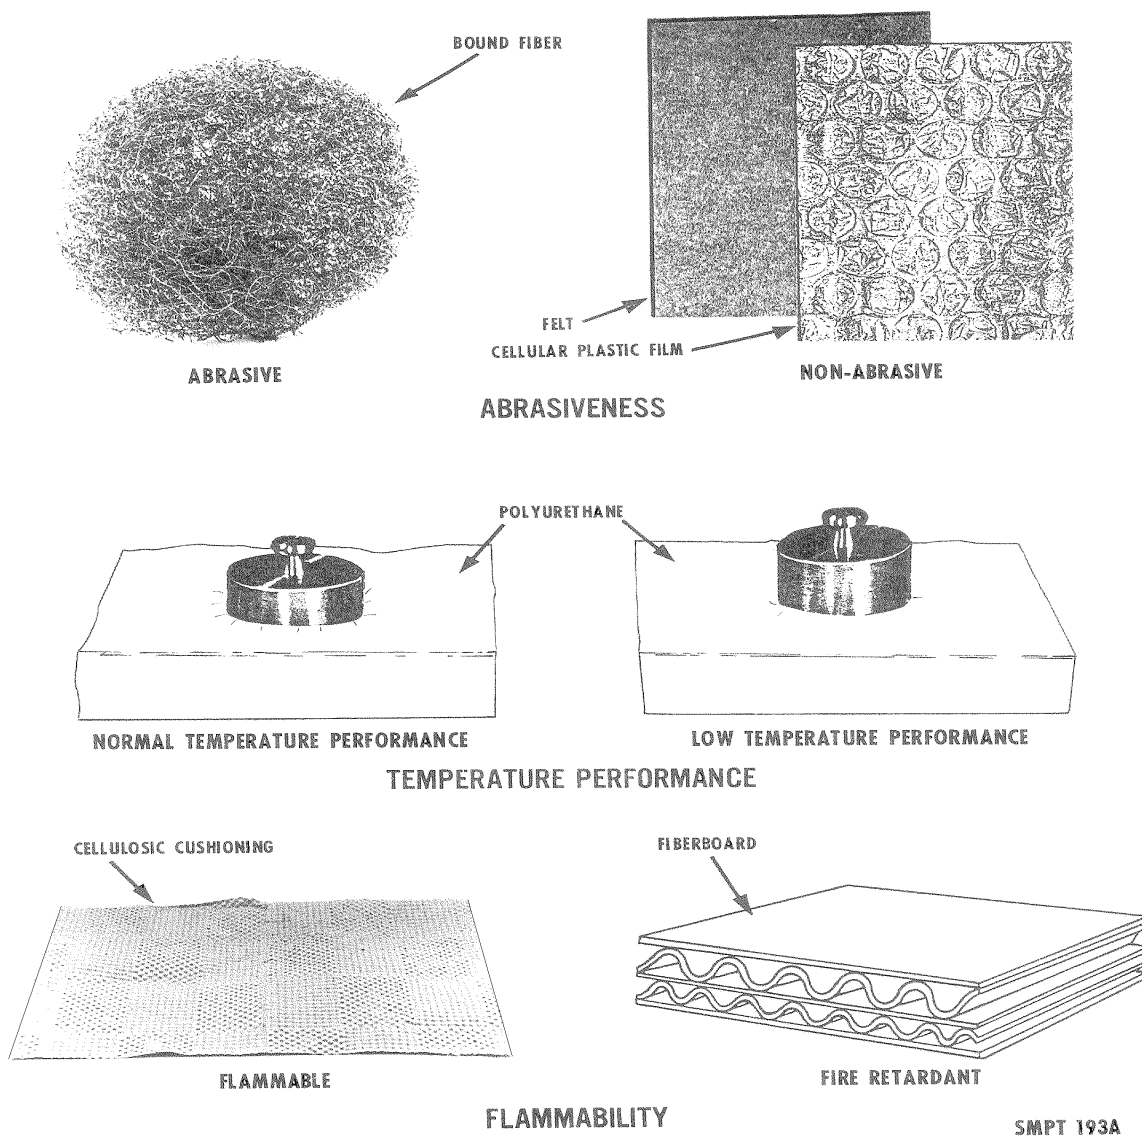 BOUND FIBER
FELT
CELLULAR PLASTIC FILM
ABRASIVE
NON-ABRASIVE
ABRASIVENESS
POLYURETHANE
NORMAL TEMPERATURE PERFORMANCE
LOW TEMPERATURE PERFORMANCE
TEMPERATURE PERFORMANCE
CELLULOSIC CUSHIONING
FIBERBOARD
FLAMMABLE
FIRE RETARDANT
FLAMMABILITY
SMPT 193A